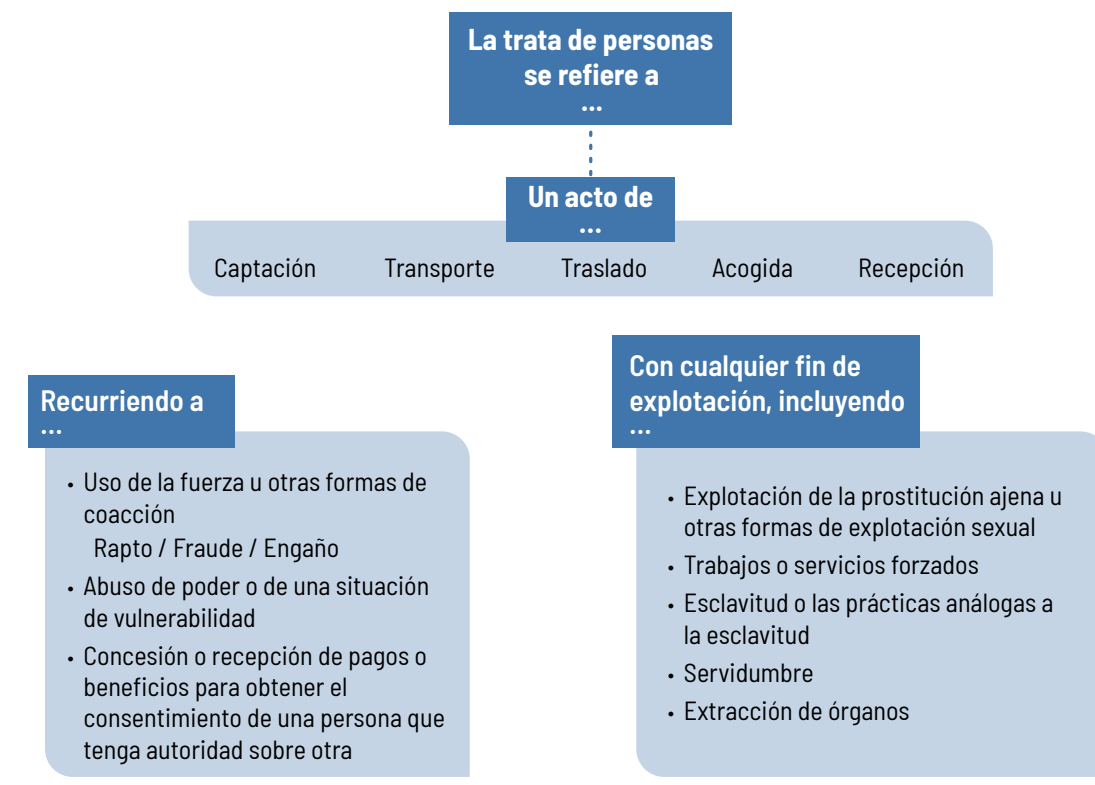 La trata de personas
se refiere a
...
Un acto de
...
Captación Transporte Traslado Acogida Recepción
Recurriendo a
...
• Uso de la fuerza u otras formas de
coacción
Rapto / Fraude / Engaño
• Abuso de poder o de una situación
de vulnerabilidad
• Concesión o recepción de pagos o
beneficios para obtener el
consentimiento de una persona que
tenga autoridad sobre otra
Con cualquier fin de
explotación, incluyendo
...
• Explotación de la prostitución ajena u
otras formas de explotación sexual
• Trabajos o servicios forzados
• Esclavitud o las prácticas análogas a
la esclavitud
• Servidumbre
• Extracción de órganos